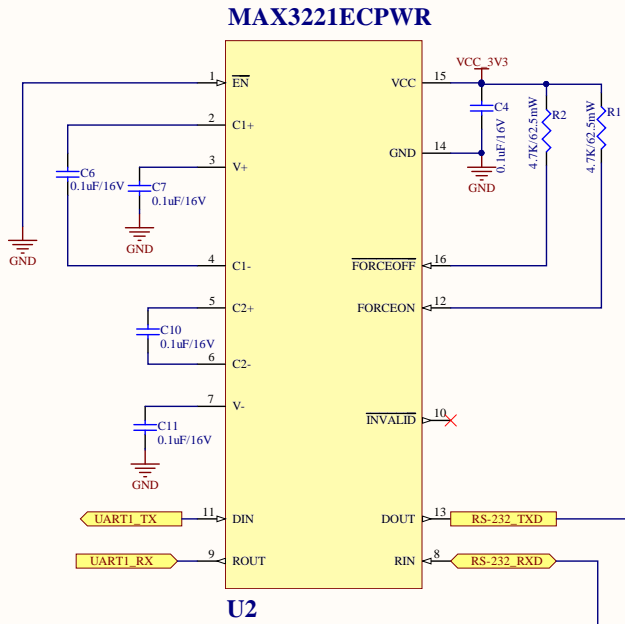 MAX3221ECPWR
VCC_3V3
1 EN VCC 15
2 C1+
C4
0.1uF/16V
R2
4.7K/62.5mW
R1
4.7K/62.5mW
3 V+
GND 14
GND
C6
0.1uF/16V
C7
0.1uF/16V
GND
GND
4 C1- FORCEOFF 16
5 C2+ FORCEON 12
C10
0.1uF/16V
6 C2-
7 V- INVALID 10
C11
0.1uF/16V
GND
UART1_TX 11 DIN DOUT 13 RS-232_TXD
UART1_RX 9 ROUT RIN 8 RS-232_RXD
U2